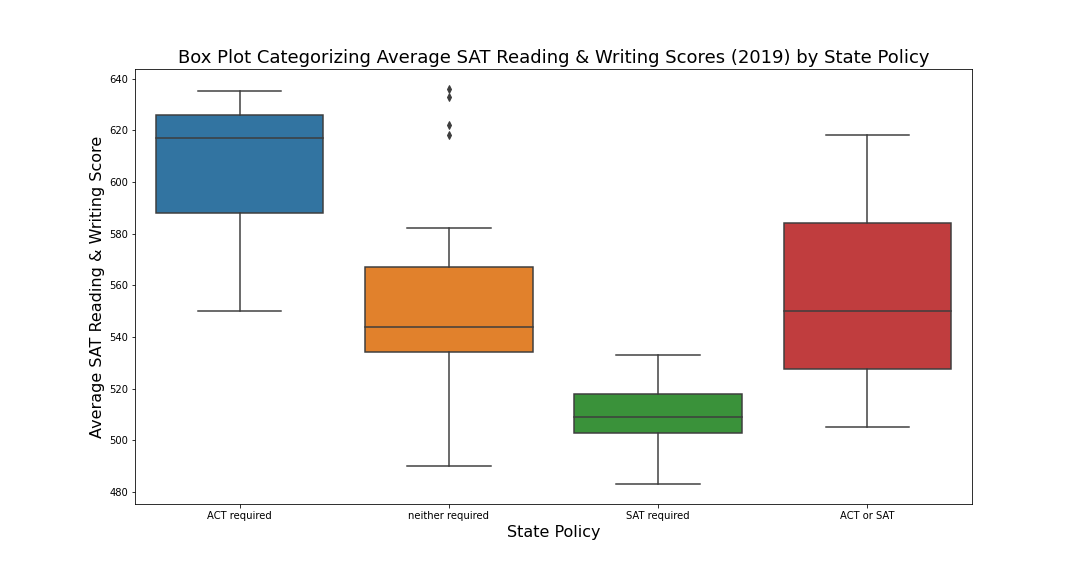 Box Plot Categorizing Average SAT Reading & Writing Scores (2019) by State Policy
Average SAT Reading & Writing Score
640
620
600
580
560
540
520
500
480
ACT required
neither required
SAT required
ACT or SAT
State Policy